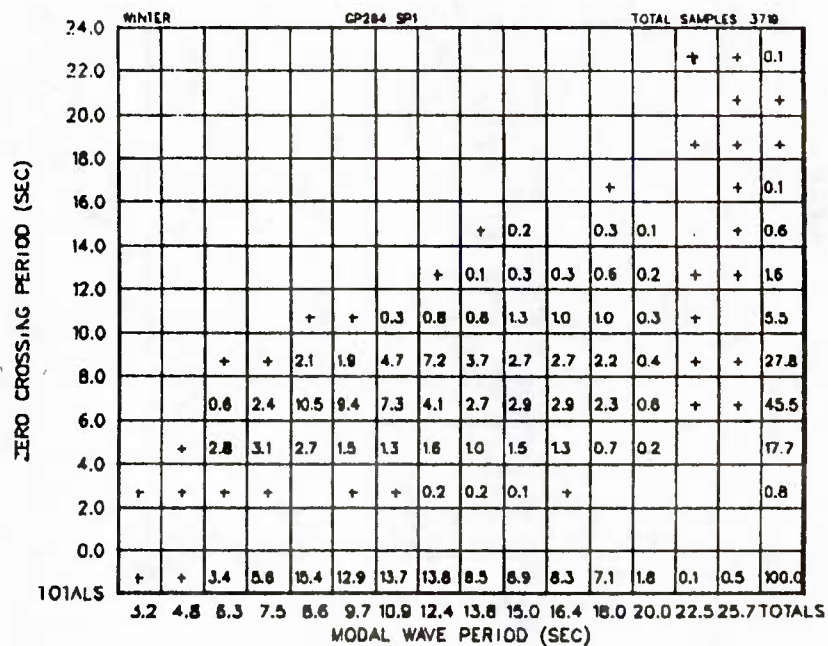 WINTER GP284 SP1 TOTAL SAMPLES 3719
24.0
+ + 0.1
22.0
+ +
20.0
+ + +
18.0
+ + 0.1
16.0
+ 0.2 0.3 0.1 + 0.6
14.0
+ 0.1 0.3 0.3 0.6 0.2 + + 1.6
12.0
+ + 0.3 0.8 0.8 1.3 1.0 1.0 0.3 + 5.5
10.0
+ + 2.1 1.9 4.7 7.2 3.7 2.7 2.7 2.2 0.4 + + 27.8
8.0
0.6 2.4 10.5 9.4 7.3 4.1 2.7 2.9 2.9 2.3 0.6 + + 45.5
6.0
+ 2.8 3.1 2.7 1.5 1.3 1.6 1.0 1.5 1.3 0.7 0.2 17.7
4.0
+ + + + + + 0.2 0.2 0.1 + 0.8
2.0
0.0
TOTALS + + 3.4 5.6 15.4 12.9 13.7 13.8 8.5 8.9 8.3 7.1 1.8 0.1 0.5 100.0
3.2 4.8 6.3 7.5 8.6 9.7 10.9 12.4 13.8 15.0 16.4 18.0 20.0 22.5 25.7 TOTALS
MODAL WAVE PERIOD (SEC)
ZERO CROSSING PERIOD (SEC)